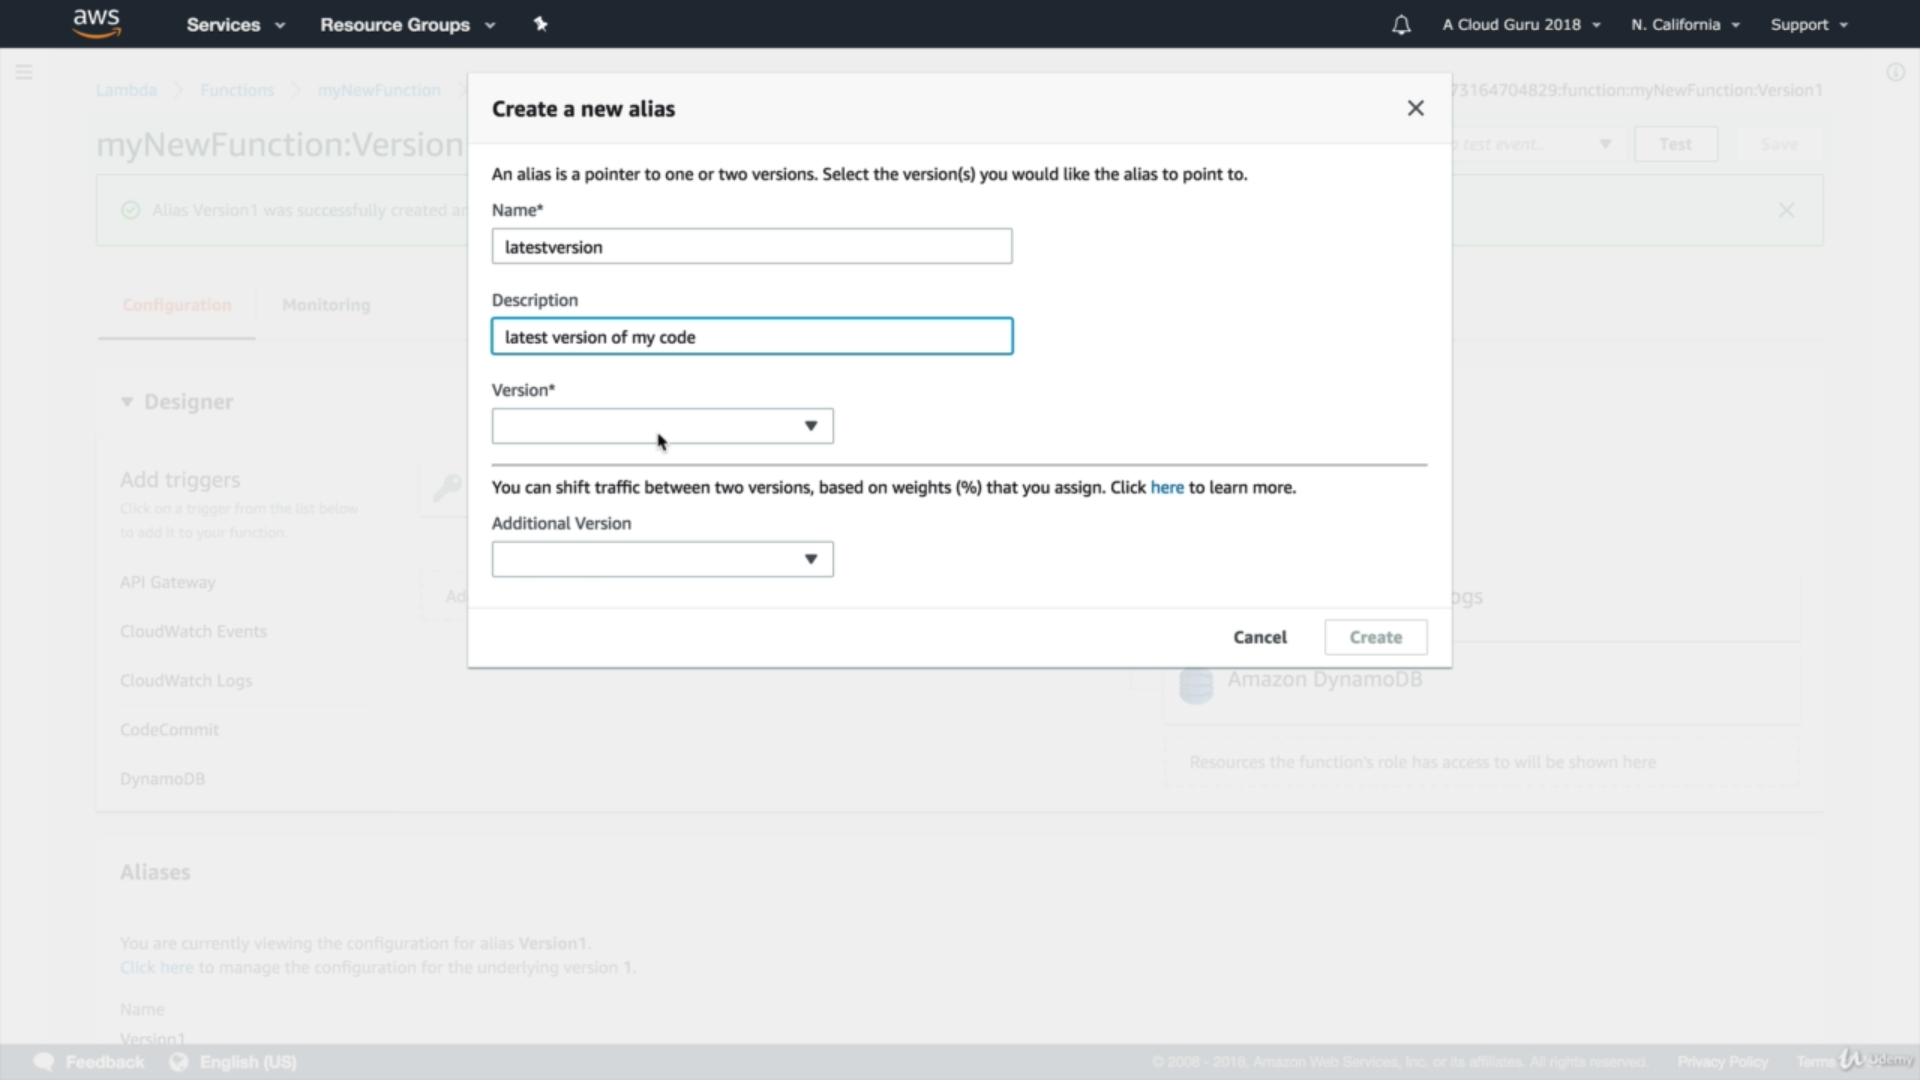 aws Services Resource Groups A Cloud Guru 2018 N. California Support
Lambda Functions myNewFunction 73164704829:function:myNewFunction:Version1
Create a new alias
myNewFunction:Version test event.. Test Save
An alias is a pointer to one or two versions. Select the version(s) you would like the alias to point to.
Alias Version1 was successfully created
Name*
latestversion
Description
Configuration Monitoring
latest version of my code
Version*
Designer
Add triggers
Click on a trigger from the list below
to add it to your function.
You can shift traffic between two versions, based on weights (%) that you assign. Click here to learn more.
Additional Version
API Gateway
CloudWatch Events
Cancel Create
CloudWatch Logs
Amazon DynamoDB
CodeCommit
Resources the function's role has access to will be shown here
DynamoDB
Aliases
You are currently viewing the configuration for alias Version1.
Click here to manage the configuration for the underlying version 1.
Name
Version1
Feedback English (US) © 2008 - 2018, Amazon Web Services, Inc. or its affiliates. All rights reserved. Privacy Policy Terms Udemy